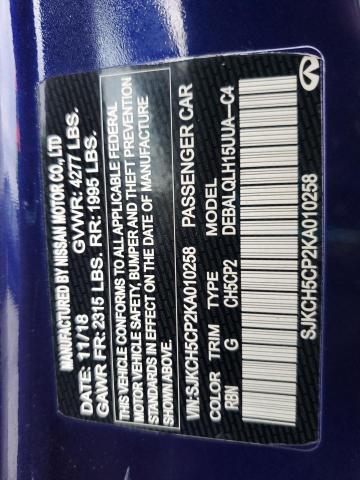 MANUFACTURED BY NISSAN MOTOR CO., LTD
DATE: 11/18 GVWR: 4277 LBS.
GAWR FR: 2315 LBS. RR: 1995 LBS.
THIS VEHICLE CONFORMS TO ALL APPLICABLE FEDERAL
MOTOR VEHICLE SAFETY, BUMPER AND THEFT PREVENTION
STANDARDS IN EFFECT ON THE DATE OF MANUFACTURE
SHOWN ABOVE.
VIN: SJKCH5CP2KA010258 PASSENGER CAR
COLOR TRIM TYPE MODEL
RBN G CH5CP2 DEBALQLH15UUA--C4
SJKCH5CP2KA010258